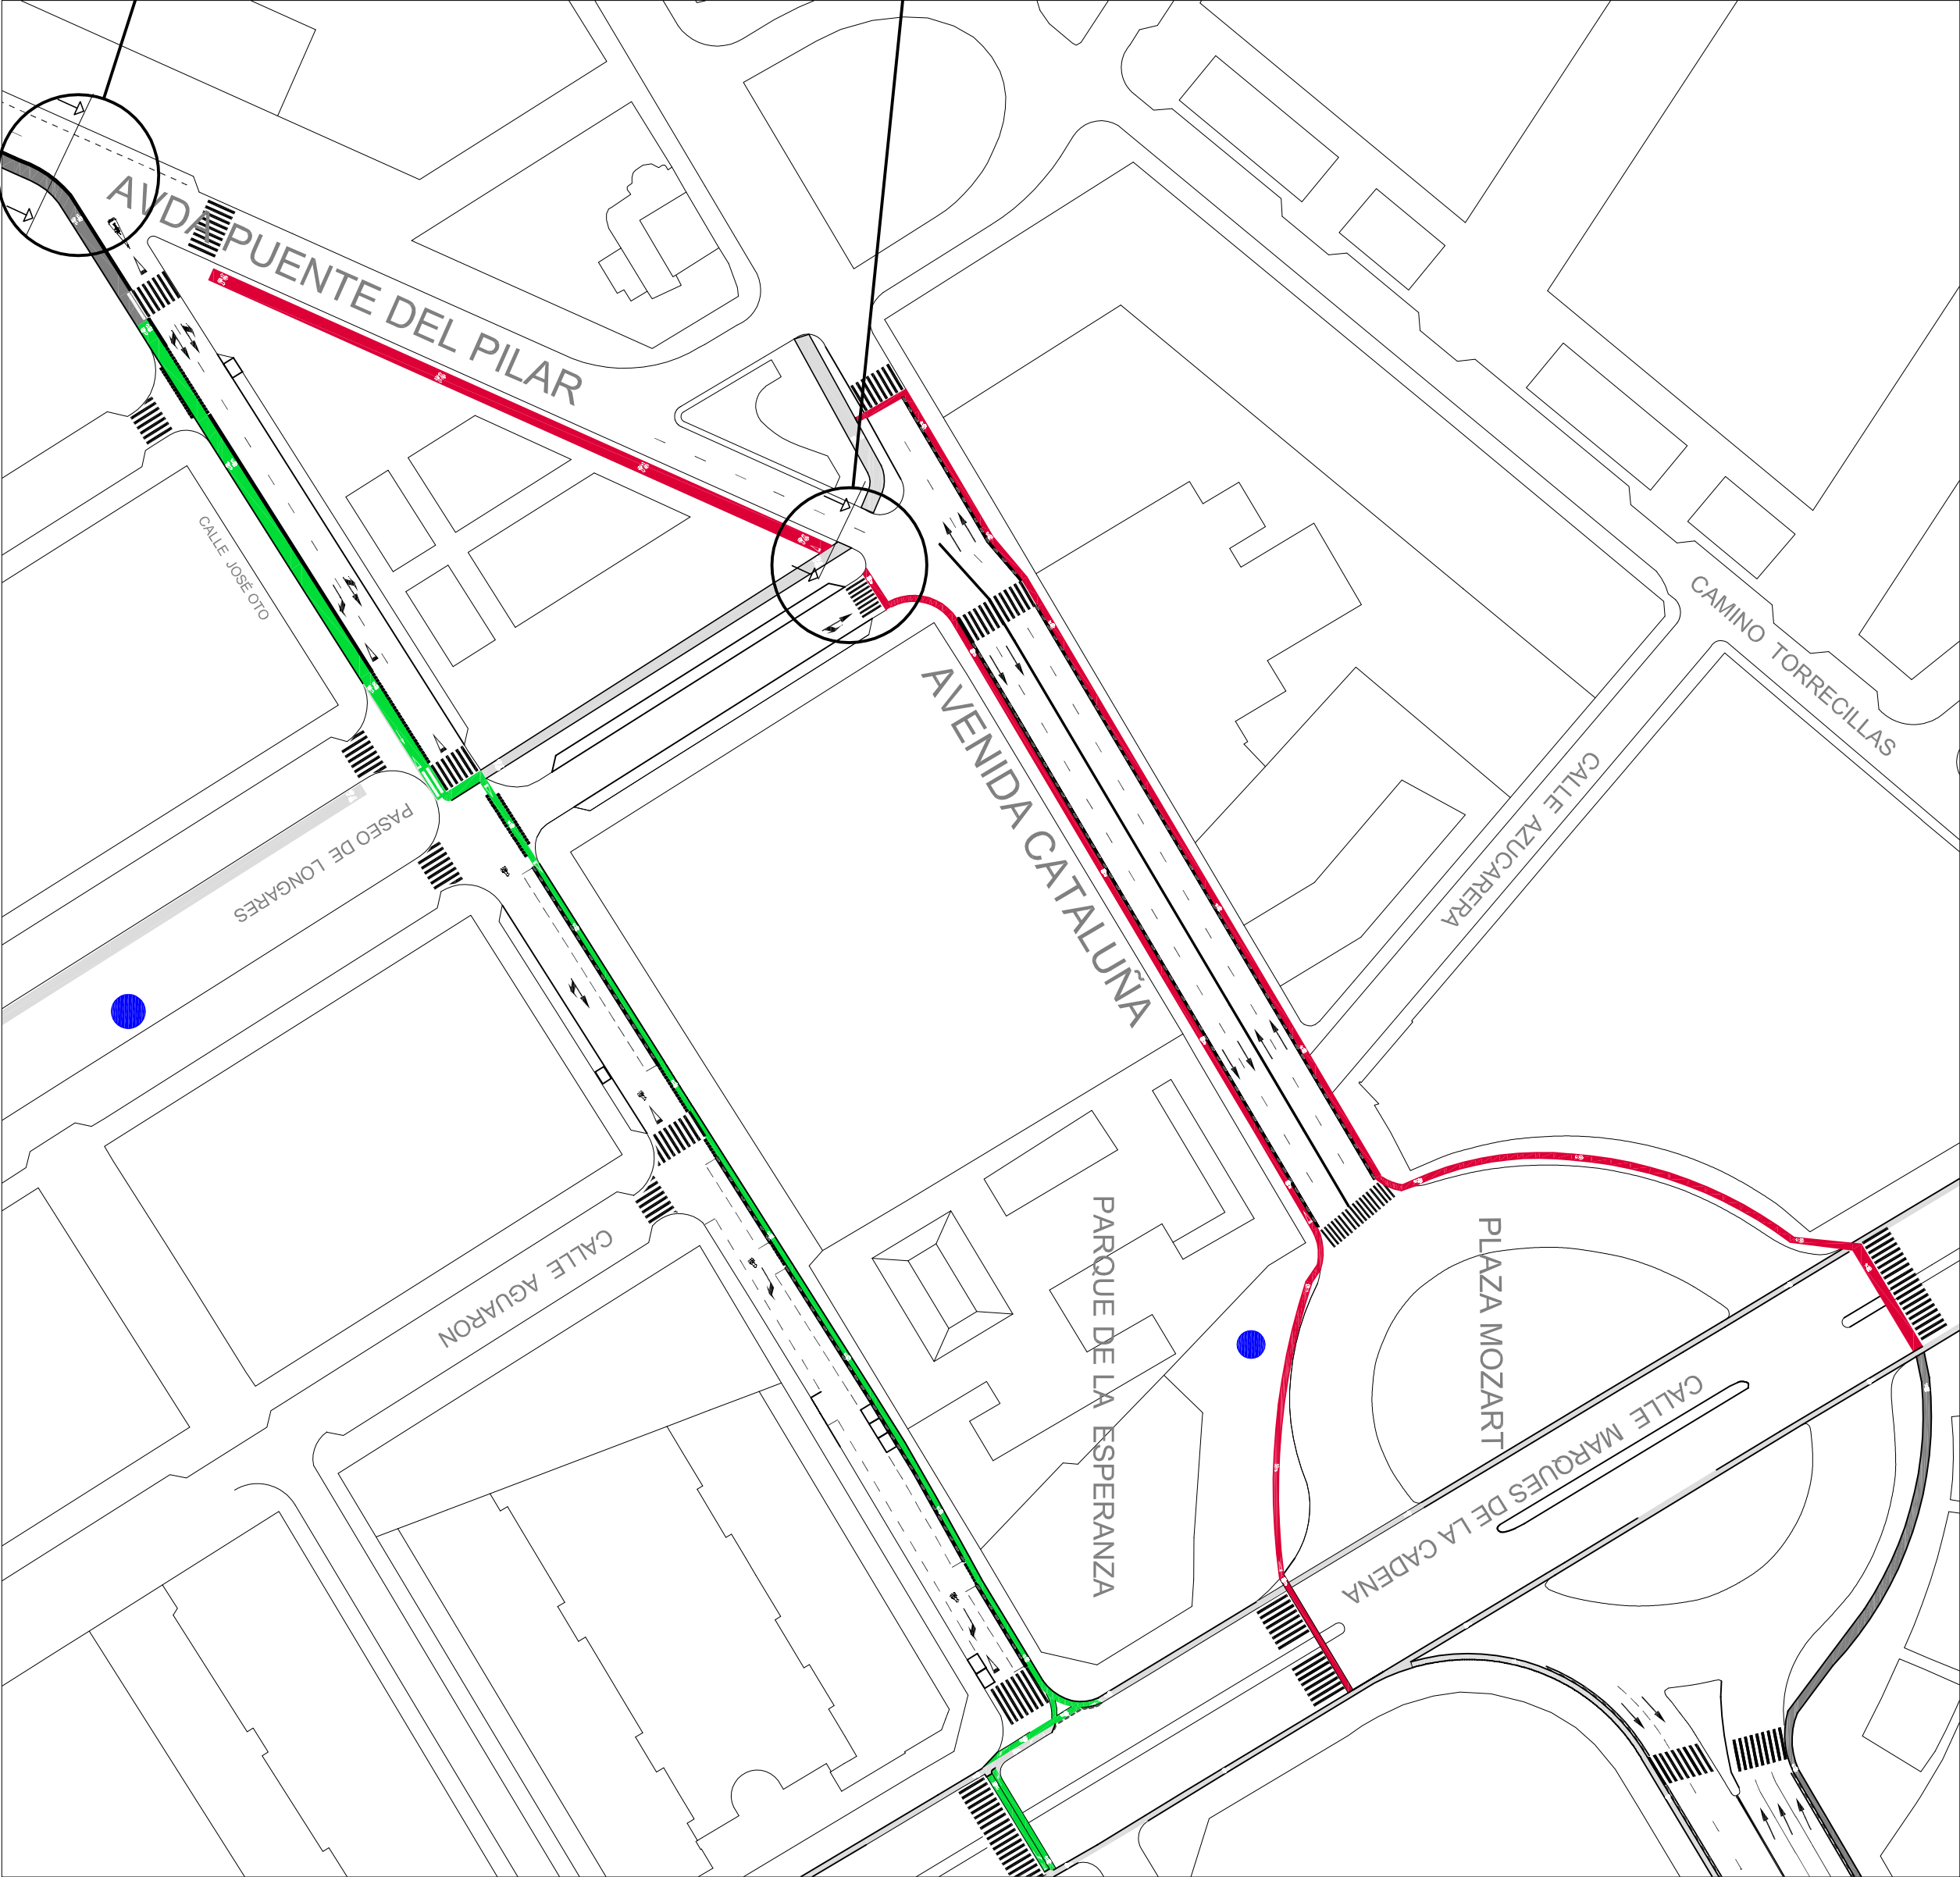 AVDA PUENTE DEL PILAR
CALLE JOSÉ OTO
CAMINO TORRECILLAS
AVENIDA CATALUÑA
CALLE AZUCARERA
PASEO DE LONGARES
CALLE AGUARON
PARQUE DE LA ESPERANZA
PLAZA MOZART
CALLE MARQUES DE LA CADENA